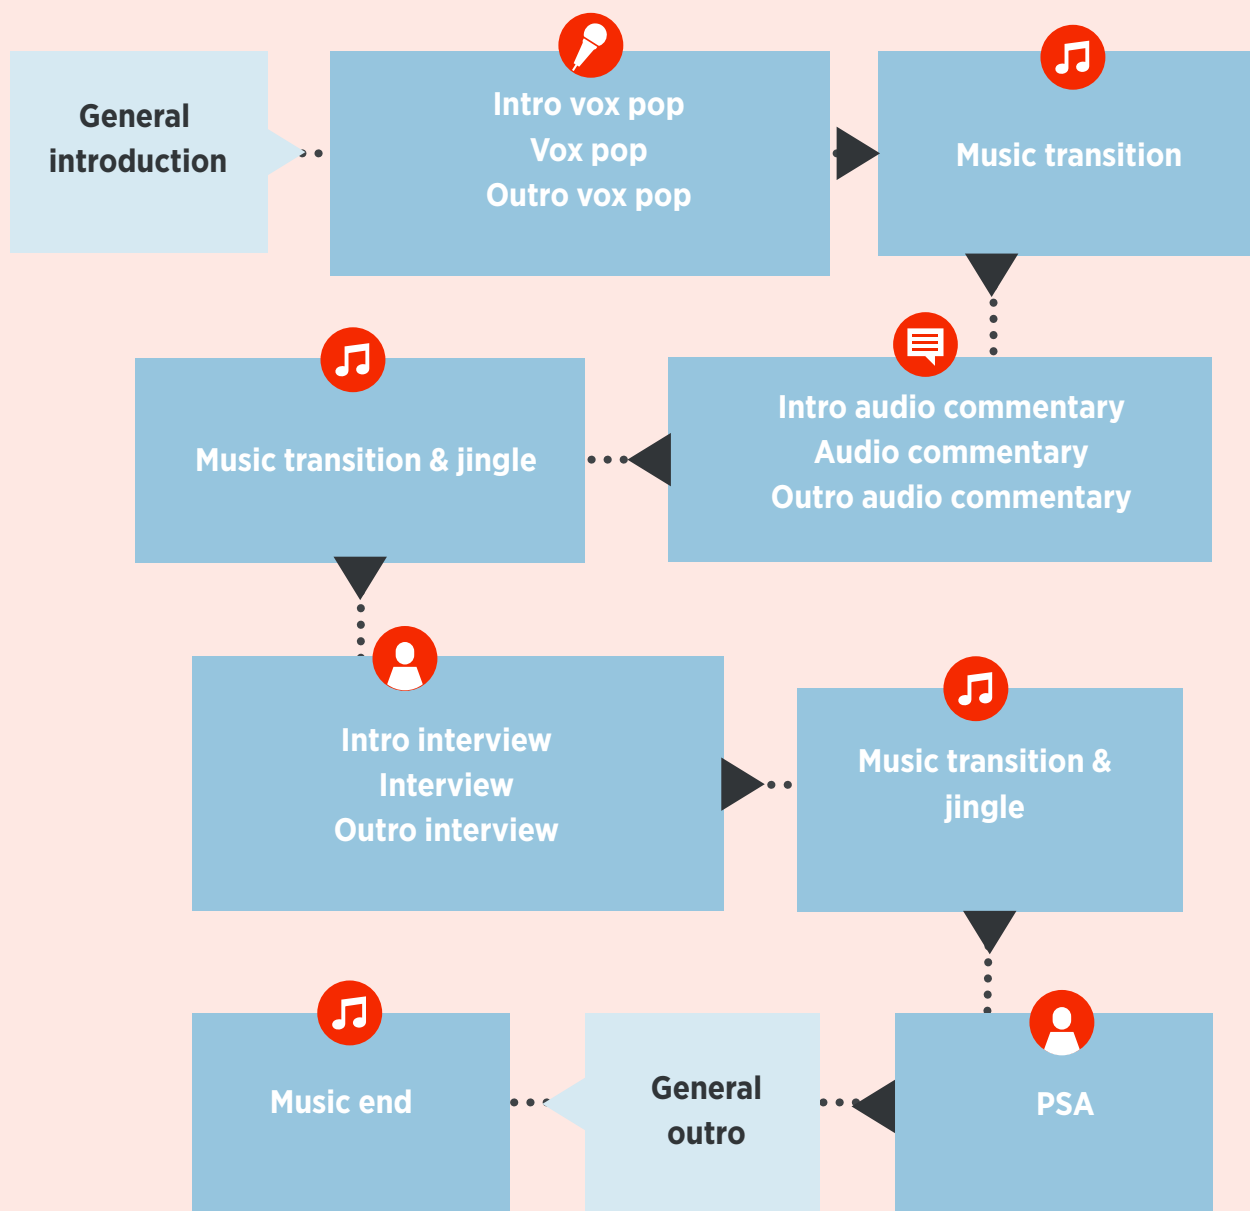 General
introduction
Intro vox pop
Vox pop
Outro vox pop
Music transition
Intro audio commentary
Audio commentary
Outro audio commentary
Music transition & jingle
Intro interview
Interview
Outro interview
Music transition &
jingle
PSA
General
outro
Music end